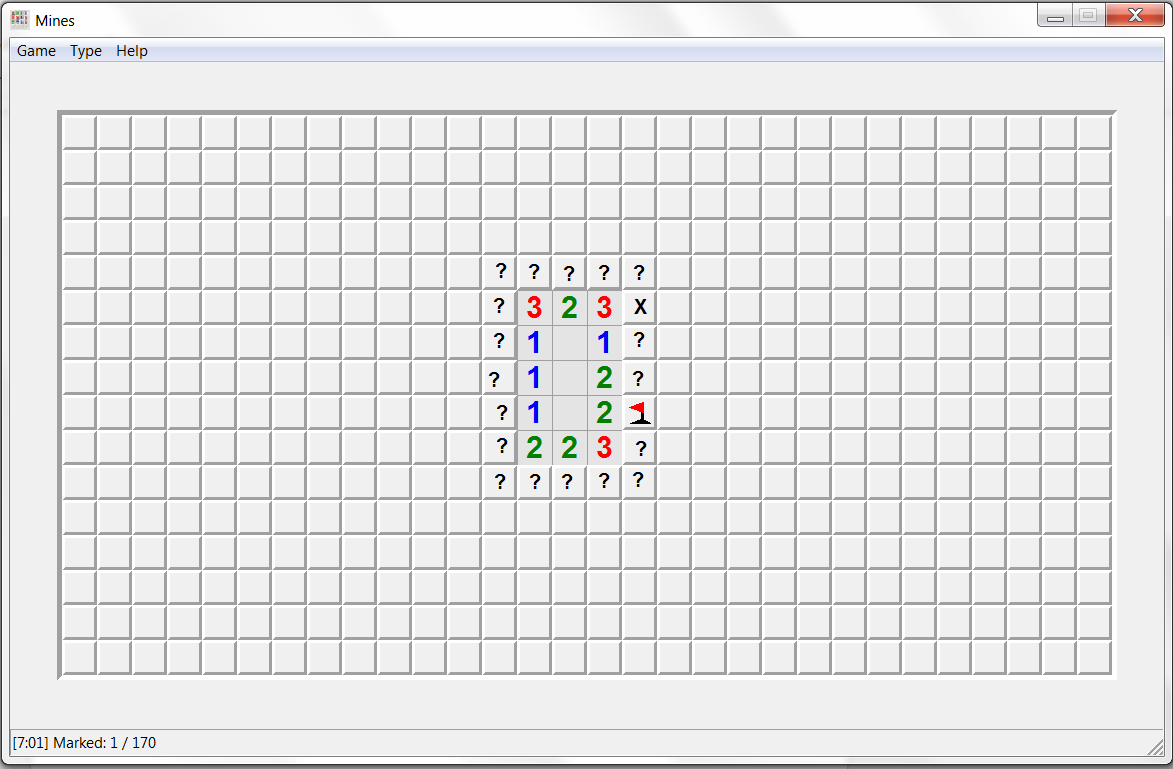 Mines
Game Type Help
? ? ? ? ?
? 3 2 3 X
? 1 1 ?
? 1 2 ?
? 1 2
? 2 2 3 ?
? ? ? ? ?
[7:01] Marked: 1 / 170